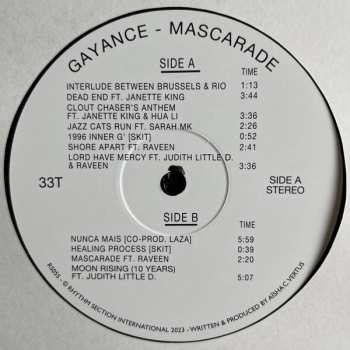 GAYANCE - MASCARADE
SIDE A
TIME
INTERLUDE BETWEEN BRUSSELS & RIO 1:13
DEAD END FT. JANETTE KING 3:44
CLOUT CHASER'S ANTHEM
FT. JANETTE KING & HUA LI 3:36
JAZZ CATS RUN FT. SARAH.MK 2:26
1996 INNER G' [SKIT] 0:52
SHORE APART FT. RAVEEN 2:50
LORD HAVE MERCY FT. JUDITH LITTLE D.
& RAVEEN 3:36
33T
SIDE A
STEREO
SIDE B
TIME
NUNCA MAIS [CO-PROD. LAZA] 5:59
HEALING PROCESS [SKIT] 0:39
MASCARADE FT. RAVEEN 2:20
MOON RISING (10 YEARS)
FT. JUDITH LITTLE D. 5:07
RS055 - © RHYTHM SECTION INTERNATIONAL 2023 - WRITTEN & PRODUCED BY AISHA C. VERTUS